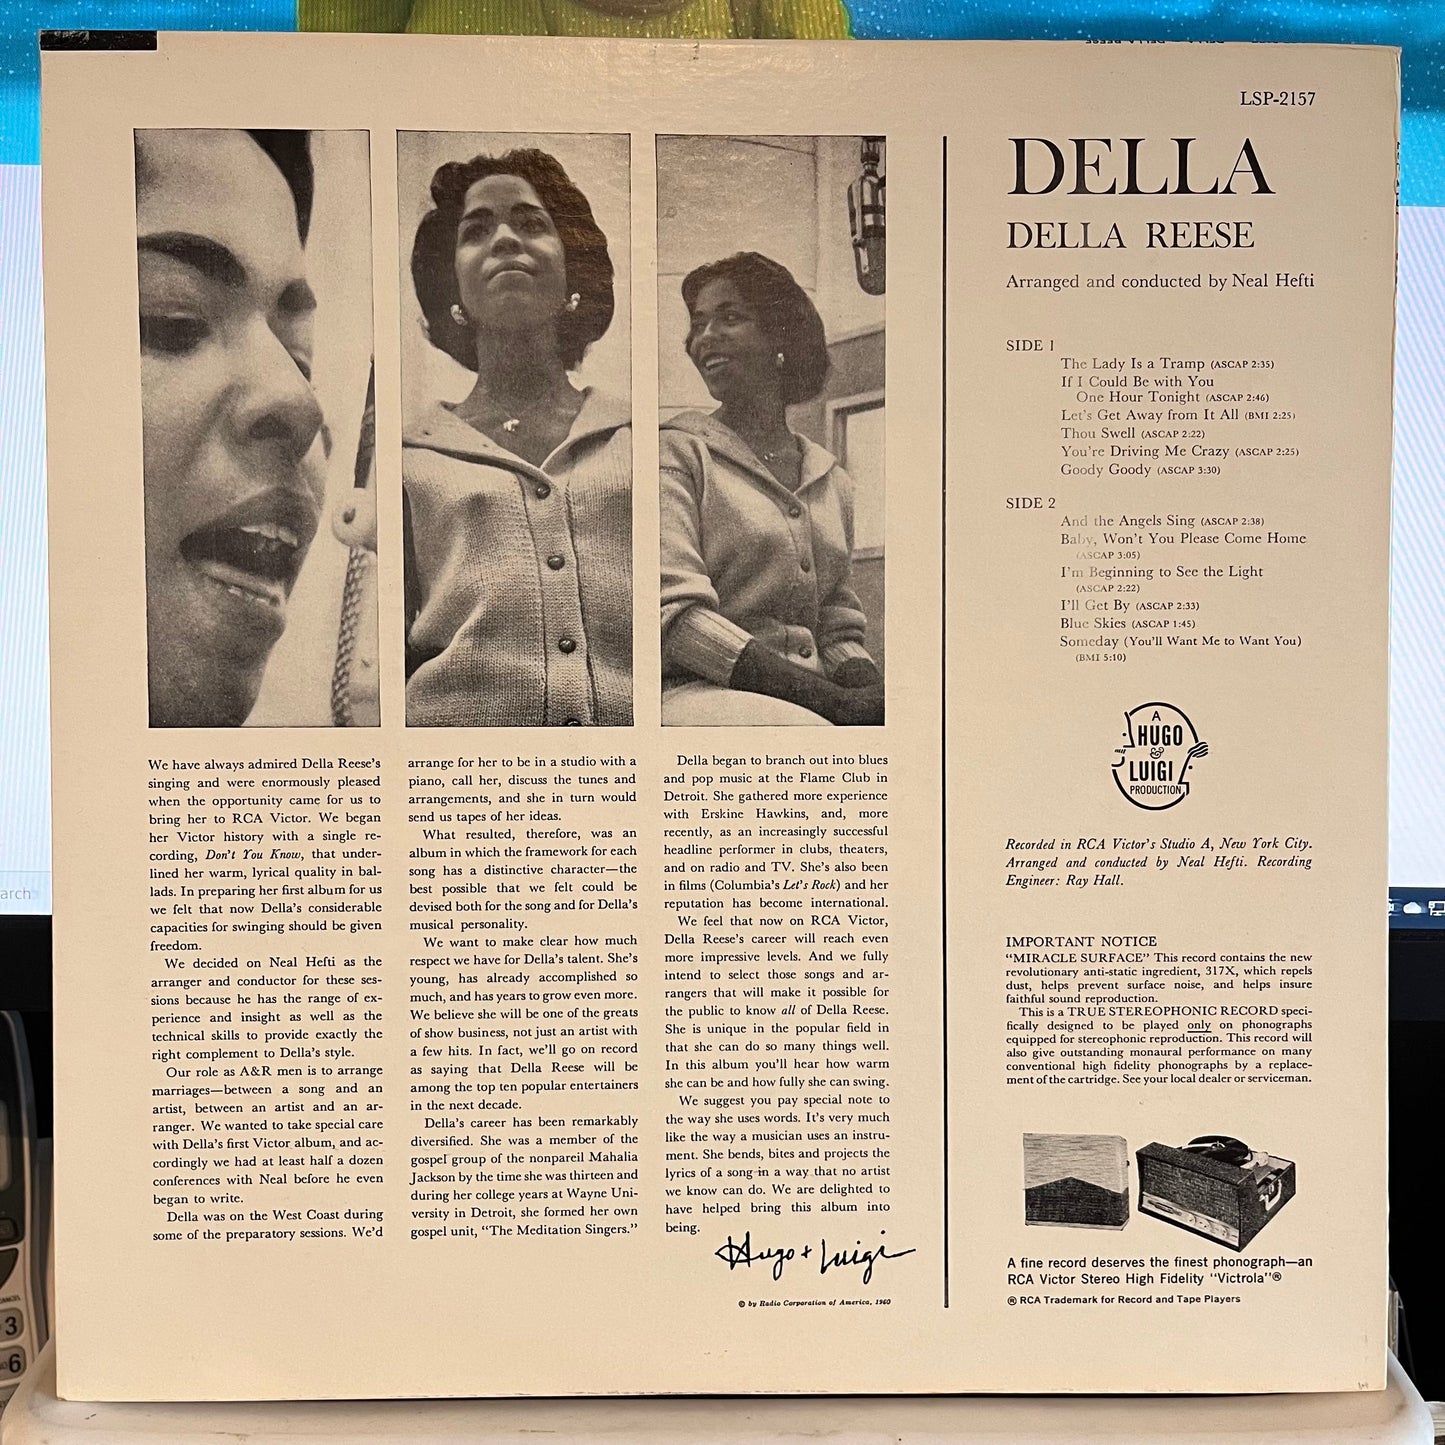 LSP-2157
DELLA
DELLA REESE
Arranged and conducted by Neal Hefti
SIDE 1
The Lady Is a Tramp (ASCAP 2:35)
If I Could Be with You
One Hour Tonight (ASCAP 2:46)
Let's Get Away from It All (BMI 2:25)
Thou Swell (ASCAP 2:22)
You're Driving Me Crazy (ASCAP 2:25)
Goody Goody (ASCAP 3:30)
SIDE 2
And the Angels Sing (ASCAP 2:38)
Baby, Won't You Please Come Home
(ASCAP 3:05)
I'm Beginning to See the Light
(ASCAP 2:22)
I'll Get By (ASCAP 2:33)
Blue Skies (ASCAP 1:45)
Someday (You'll Want Me to Want You)
(BMI 5:10)
A
HUGO
&
LUIGI
PRODUCTION
Recorded in RCA Victor's Studio A, New York City.
Arranged and conducted by Neal Hefti. Recording
Engineer: Ray Hall.
IMPORTANT NOTICE
"MIRACLE SURFACE" This record contains the new
revolutionary anti-static ingredient, 317X, which repels
dust, helps prevent surface noise, and helps insure
faithful sound reproduction.
This is a TRUE STEREOPHONIC RECORD speci-
fically designed to be played only on phonographs
equipped for stereophonic reproduction. This record will
also give outstanding monaural performance on many
conventional high fidelity phonographs by a replace-
ment of the cartridge. See your local dealer or serviceman.
A fine record deserves the finest phonograph—an
RCA Victor Stereo High Fidelity "Victrola"®
® RCA Trademark for Record and Tape Players
We have always admired Della Reese's
singing and were enormously pleased
when the opportunity came for us to
bring her to RCA Victor. We began
her Victor history with a single re-
cording, Don't You Know, that under-
lined her warm, lyrical quality in bal-
lads. In preparing her first album for us
we felt that now Della's considerable
capacities for swinging should be given
freedom.
We decided on Neal Hefti as the
arranger and conductor for these ses-
sions because he has the range of ex-
perience and insight as well as the
technical skills to provide exactly the
right complement to Della's style.
Our role as A&R men is to arrange
marriages—between a song and an
artist, between an artist and an ar-
ranger. We wanted to take special care
with Della's first Victor album, and ac-
cordingly we had at least half a dozen
conferences with Neal before he even
began to write.
Della was on the West Coast during
some of the preparatory sessions. We'd
arrange for her to be in a studio with a
piano, call her, discuss the tunes and
arrangements, and she in turn would
send us tapes of her ideas.
What resulted, therefore, was an
album in which the framework for each
song has a distinctive character—the
best possible that we felt could be
devised both for the song and for Della's
musical personality.
We want to make clear how much
respect we have for Della's talent. She's
young, has already accomplished so
much, and has years to grow even more.
We believe she will be one of the greats
of show business, not just an artist with
a few hits. In fact, we'll go on record
as saying that Della Reese will be
among the top ten popular entertainers
in the next decade.
Della's career has been remarkably
diversified. She was a member of the
gospel group of the nonpareil Mahalia
Jackson by the time she was thirteen and
during her college years at Wayne Uni-
versity in Detroit, she formed her own
gospel unit, "The Meditation Singers."
Della began to branch out into blues
and pop music at the Flame Club in
Detroit. She gathered more experience
with Erskine Hawkins, and, more
recently, as an increasingly successful
headline performer in clubs, theaters,
and on radio and TV. She's also been
in films (Columbia's Let's Rock) and her
reputation has become international.
We feel that now on RCA Victor,
Della Reese's career will reach even
more impressive levels. And we fully
intend to select those songs and ar-
rangers that will make it possible for
the public to know all of Della Reese.
She is unique in the popular field in
that she can do so many things well.
In this album you'll hear how warm
she can be and how fully she can swing.
We suggest you pay special note to
the way she uses words. It's very much
like the way a musician uses an instru-
ment. She bends, bites and projects the
lyrics of a song in a way that no artist
we know can do. We are delighted to
have helped bring this album into
being.
Hugo + Luigi
© by Radio Corporation of America, 1960
arch
3
6